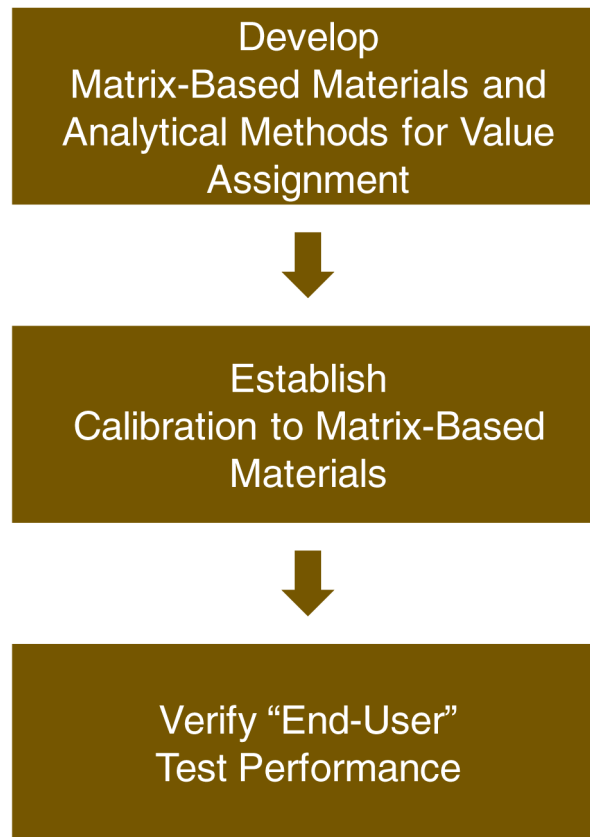 Develop
Matrix-Based Materials and
Analytical Methods for Value
Assignment
Establish
Calibration to Matrix-Based
Materials
Verify “End-User”
Test Performance